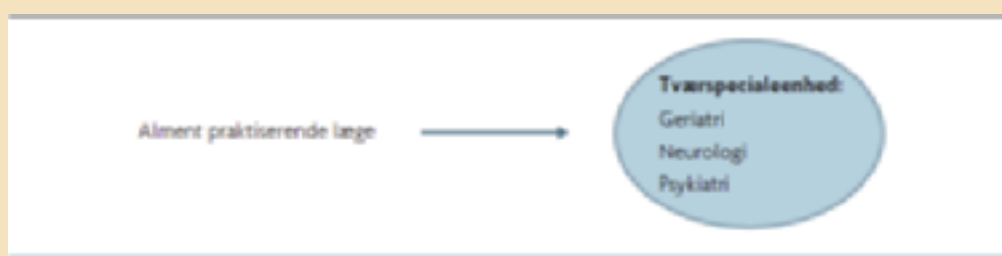 Alment praktiserende læge
Tværspecialeenhed:
Geriatri
Neurologi
Psykiatri